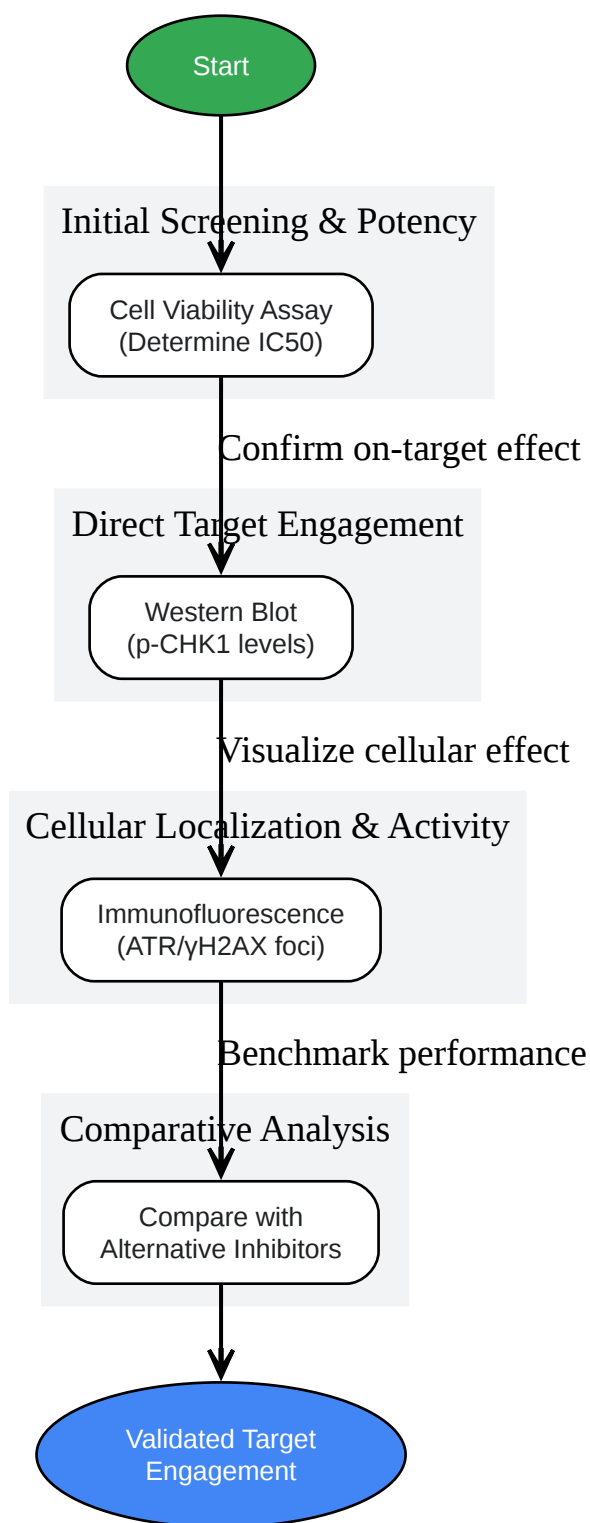 Start
Initial Screening & Potency
Cell Viability Assay
(Determine IC50)
Confirm on-target effect
Direct Target Engagement
Western Blot
(p-CHK1 levels)
Visualize cellular effect
Cellular Localization & Activity
Immunofluorescence
(ATR/γH2AX foci)
Benchmark performance
Comparative Analysis
Compare with
Alternative Inhibitors
Validated Target
Engagement